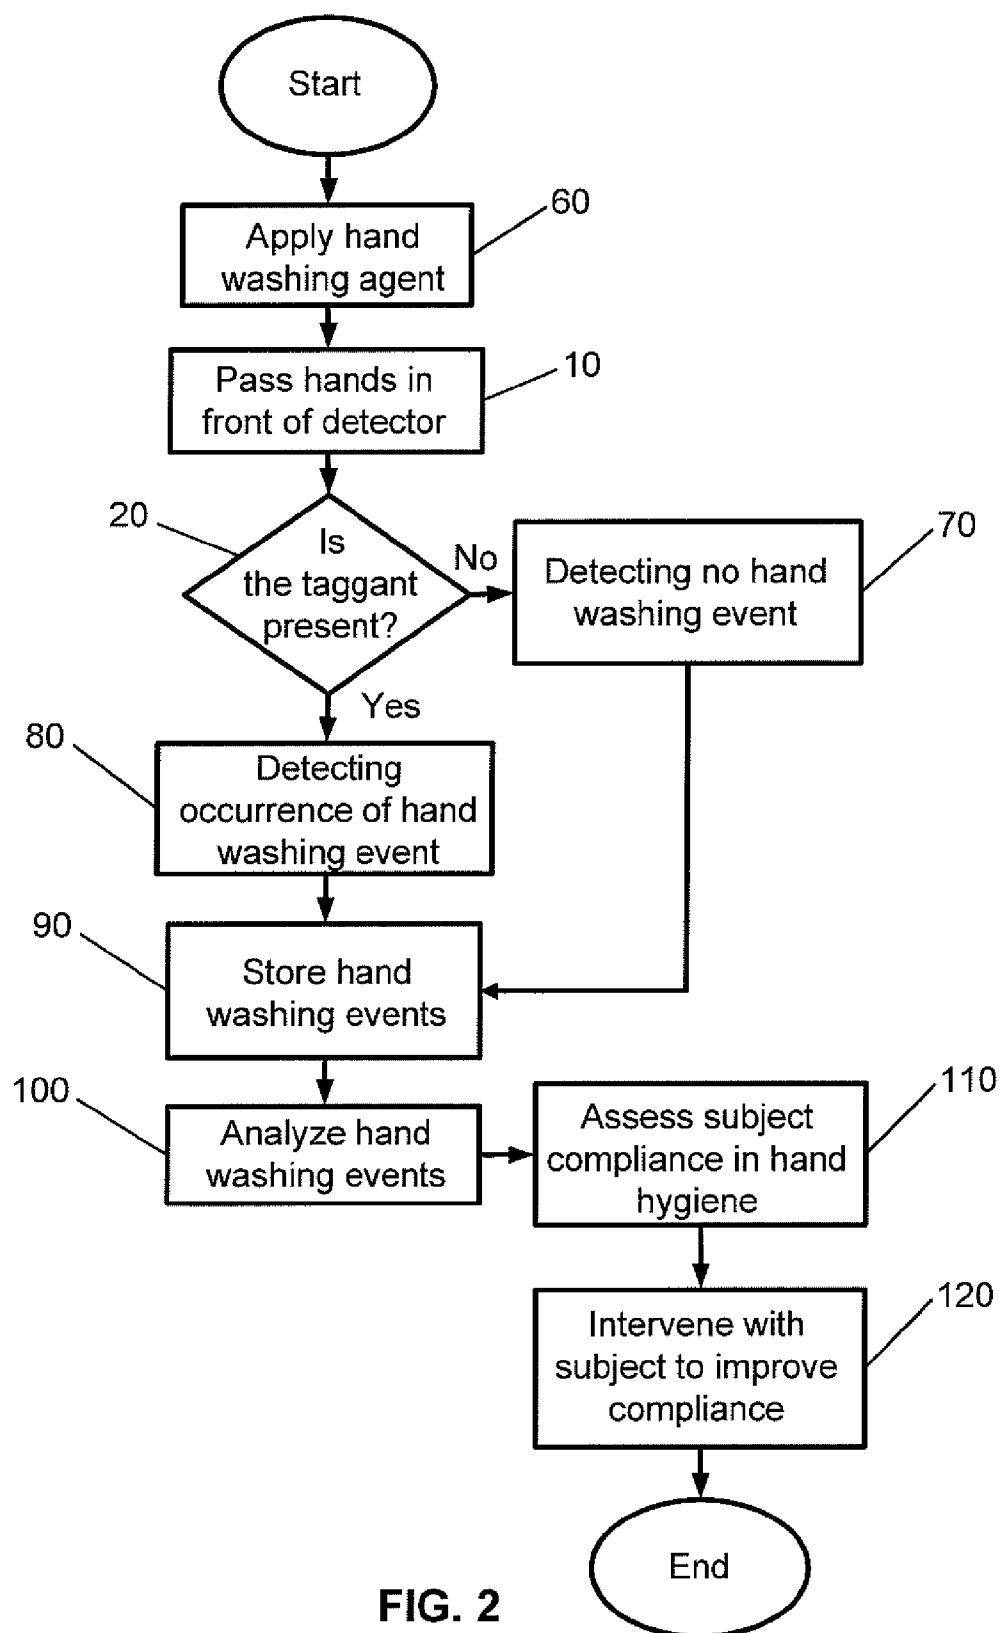 Start
60
Apply hand
washing agent
10
Pass hands in
front of detector
20
Is
the taggant
present?
No
70
Detecting no hand
washing event
Yes
80
Detecting
occurrence of hand
washing event
90
Store hand
washing events
100
Analyze hand
washing events
110
Assess subject
compliance in hand
hygiene
120
Intervene with
subject to improve
compliance
End
FIG. 2